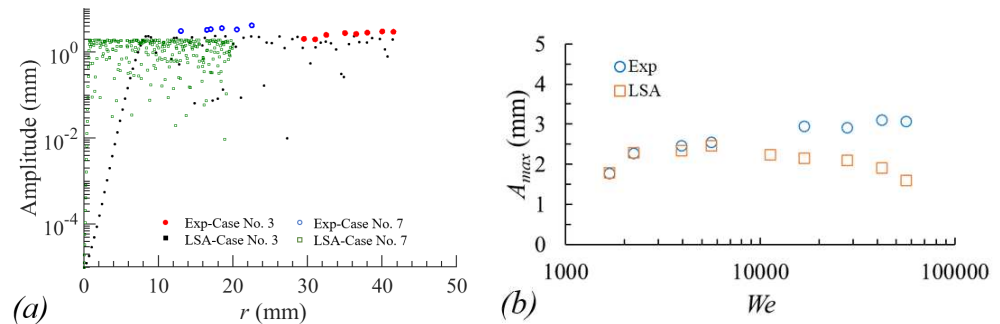 10^0
10^-2
10^-4
Amplitude (mm)
Exp-Case No. 3
Exp-Case No. 7
LSA-Case No. 3
LSA-Case No. 7
0 10 20 30 40 50
r (mm)
(a)
5
4
3
2
1
0
A_max (mm)
Exp
LSA
1000 10000 100000
We
(b)